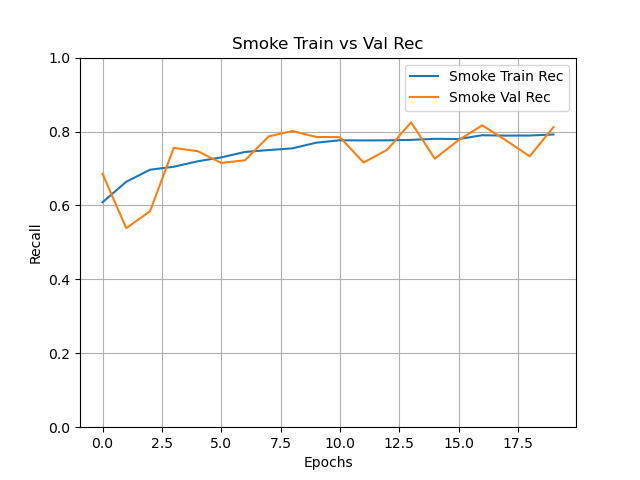 Smoke Train vs Val Rec
Smoke Train Rec
Smoke Val Rec
Recall
1.0
0.8
0.6
0.4
0.2
0.0
0.0 2.5 5.0 7.5 10.0 12.5 15.0 17.5
Epochs